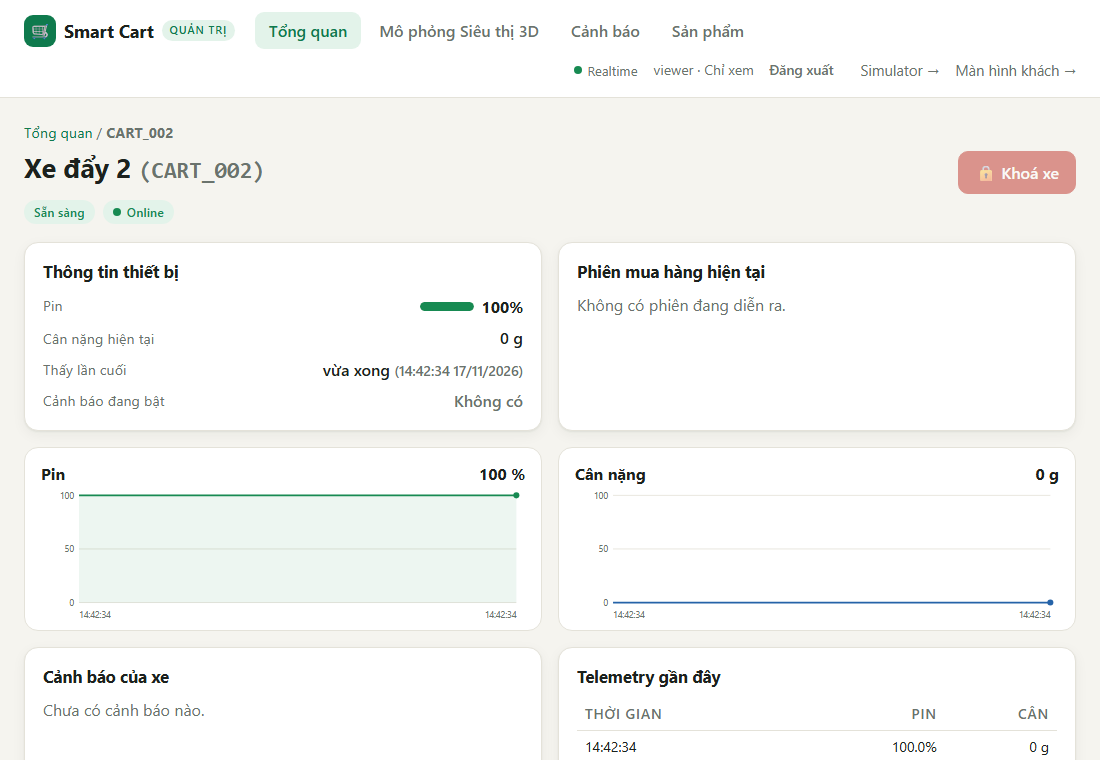 Smart Cart QUẢN TRỊ Tổng quan Mô phỏng Siêu thị 3D Cảnh báo Sản phẩm
Realtime viewer · Chỉ xem Đăng xuất Simulator → Màn hình khách →
Tổng quan / CART_002
Xe đẩy 2 (CART_002)
Khoá xe
Sẵn sàng Online
Thông tin thiết bị
Pin 100%
Cân nặng hiện tại 0 g
Thấy lần cuối vừa xong (14:42:34 17/11/2026)
Cảnh báo đang bật Không có
Phiên mua hàng hiện tại
Không có phiên đang diễn ra.
Pin 100 %
100
50
0
14:42:34 14:42:34
Cân nặng 0 g
100
50
0
14:42:34 14:42:34
Cảnh báo của xe
Chưa có cảnh báo nào.
Telemetry gần đây
THỜI GIAN PIN CÂN
14:42:34 100.0% 0 g